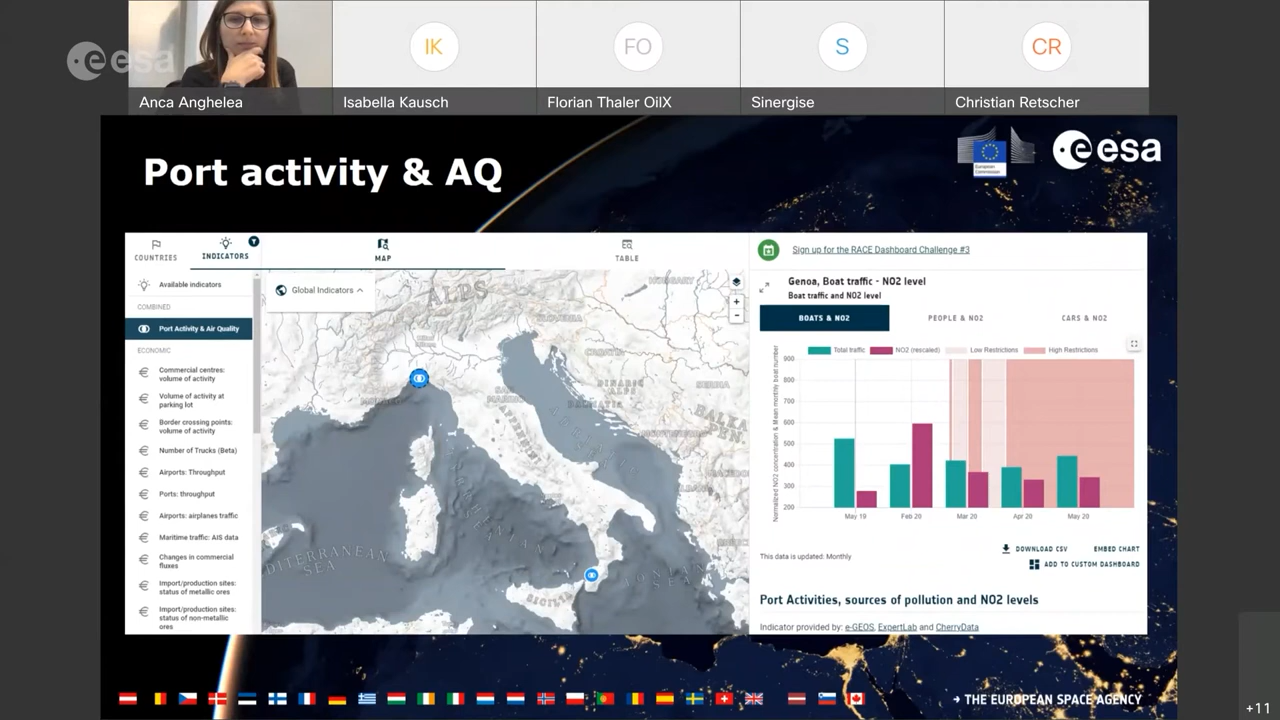 esa
IK
FO
S
CR
Anca Anghelea
Isabella Kausch
Florian Thaler OilX
Sinergise
Christian Retscher
Port activity & AQ
European
Commission
esa
COUNTRIES
INDICATORS
MAP
TABLE
Available indicators
COMBINED
Port Activity & Air Quality
ECONOMIC
Commercial centres:
volume of activity
Volume of activity at
parking lot
Border crossing points:
volume of activity
Number of Trucks (Beta)
Airports: Throughput
Ports: throughput
Airports: airplanes traffic
Maritime traffic: AIS data
Changes in commercial
fluxes
Import/production sites:
status of metallic ores
Import/production sites:
status of non-metallic
ores
Global Indicators
ALPS
SICILIA
+
-
Sign up for the RACE Dashboard Challenge #3
Genoa, Boat traffic - NO2 level
Boat traffic and NO2 level
BOATS & NO2
PEOPLE & NO2
CARS & NO2
Total traffic
NO2 (rescaled)
Low Restrictions
High Restrictions
Normalized NO2 concentration & Mean monthly boat number
900
800
700
600
500
400
300
200
May 19
Feb 20
Mar 20
Apr 20
May 20
DOWNLOAD CSV
EMBED CHART
This data is updated: Monthly
ADD TO CUSTOM DASHBOARD
Port Activities, sources of pollution and NO2 levels
Indicator provided by: e-GEOS, ExpertLab and CherryData
→ THE EUROPEAN SPACE AGENCY
+11